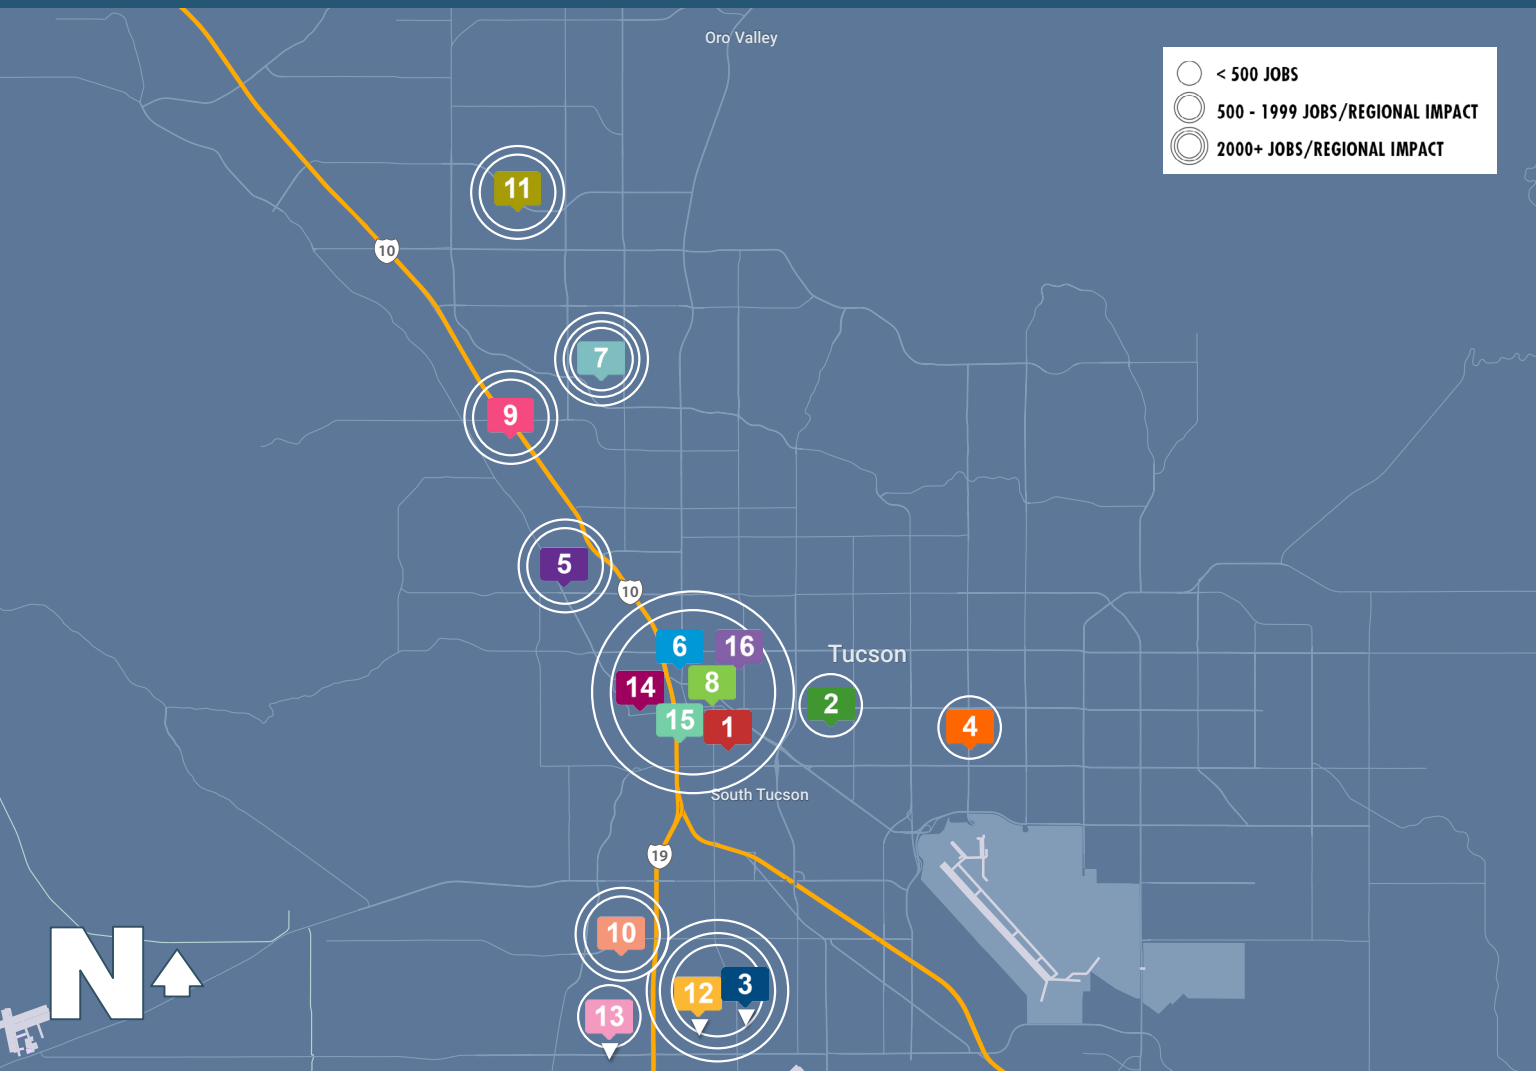 Oro Valley
< 500 JOBS
500 - 1999 JOBS/REGIONAL IMPACT
2000+ JOBS/REGIONAL IMPACT
11
10
7
9
5
10
6
16
Tucson
14
8
15
1
2
4
South Tucson
19
10
12
3
13
N